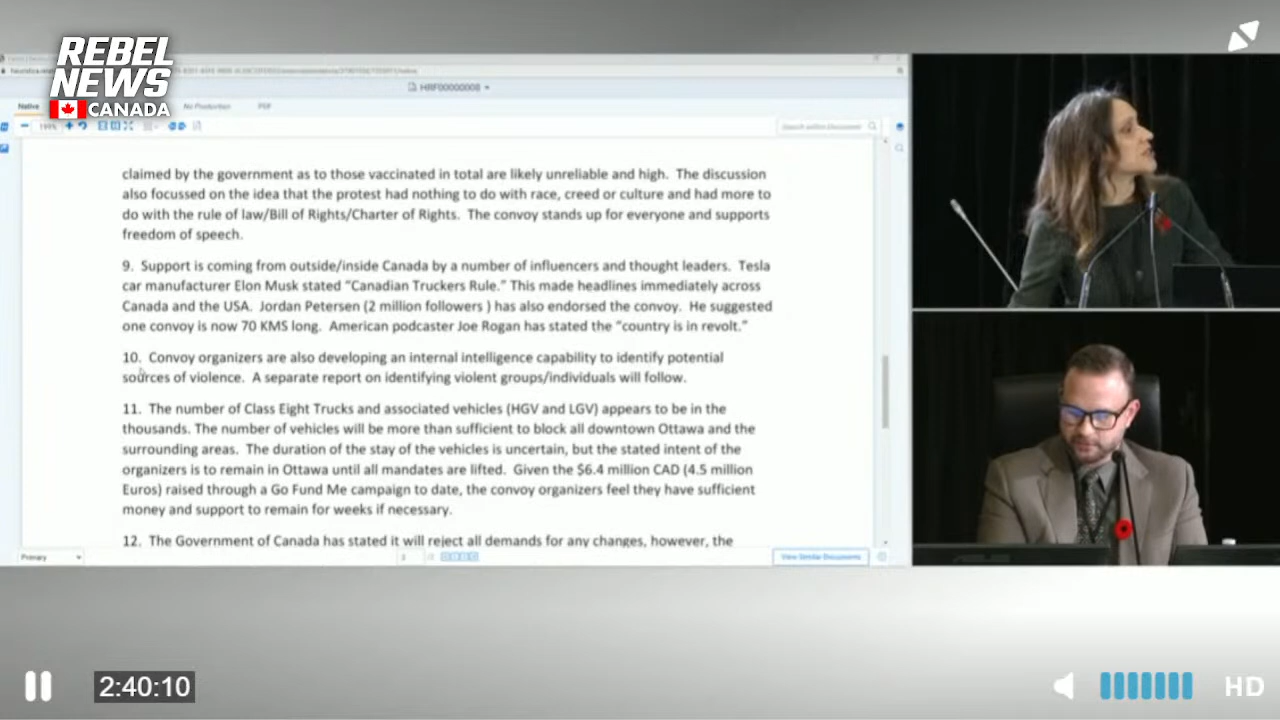 REBEL
NEWS
CANADA
HRF00000008
Native
No Production
PDF
199%
Search within Document
claimed by the government as to those vaccinated in total are likely unreliable and high. The discussion
also focussed on the idea that the protest had nothing to do with race, creed or culture and had more to
do with the rule of law/Bill of Rights/Charter of Rights. The convoy stands up for everyone and supports
freedom of speech.
9. Support is coming from outside/inside Canada by a number of influencers and thought leaders. Tesla
car manufacturer Elon Musk stated “Canadian Truckers Rule.” This made headlines immediately across
Canada and the USA. Jordan Petersen (2 million followers ) has also endorsed the convoy. He suggested
one convoy is now 70 KMS long. American podcaster Joe Rogan has stated the “country is in revolt.”
10. Convoy organizers are also developing an internal intelligence capability to identify potential
sources of violence. A separate report on identifying violent groups/individuals will follow.
11. The number of Class Eight Trucks and associated vehicles (HGV and LGV) appears to be in the
thousands. The number of vehicles will be more than sufficient to block all downtown Ottawa and the
surrounding areas. The duration of the stay of the vehicles is uncertain, but the stated intent of the
organizers is to remain in Ottawa until all mandates are lifted. Given the $6.4 million CAD (4.5 million
Euros) raised through a Go Fund Me campaign to date, the convoy organizers feel they have sufficient
money and support to remain for weeks if necessary.
12. The Government of Canada has stated it will reject all demands for any changes, however, the
Primary
View Similar Documents
2:40:10
HD